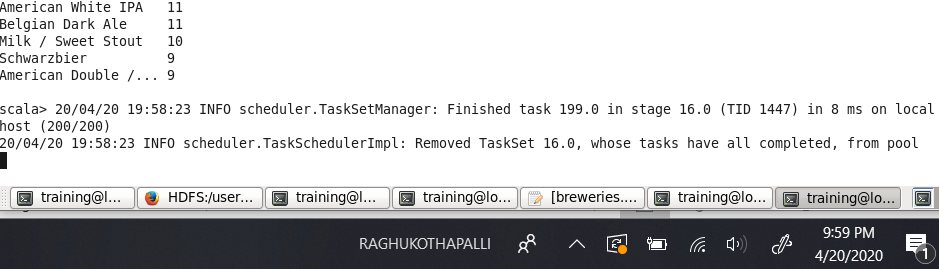 American White IPA   11
Belgian Dark Ale     11
Milk / Sweet Stout   10
Schwarzbier          9
American Double /... 9
scala> 20/04/20 19:58:23 INFO scheduler.TaskSetManager: Finished task 199.0 in stage 16.0 (TID 1447) in 8 ms on local
host (200/200)
20/04/20 19:58:23 INFO scheduler.TaskSchedulerImpl: Removed TaskSet 16.0, whose tasks have all completed, from pool
training@l... HDFS:/user... training@l... training@lo... [breweries.... training@lo... training@lo...
RAGHUKOTHAPALLI
9:59 PM
4/20/2020
1